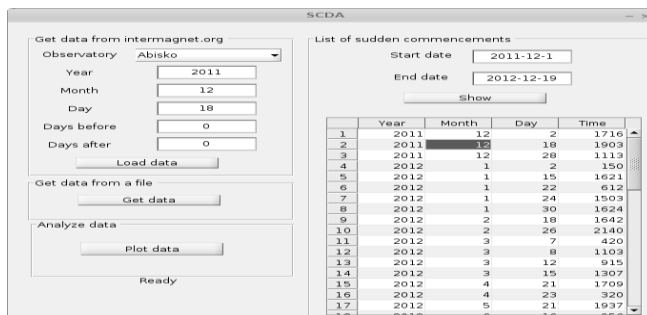 SCDA
Get data from intermagnet.org
Observatory Abisko
Year 2011
Month 12
Day 18
Days before 0
Days after 0
Load data
Get data from a file
Get data
Analyze data
Plot data
Ready
List of sudden commencements
Start date 2011-12-1
End date 2012-12-19
Show
Year Month Day Time
1 2011 12 2 1716
2 2011 12 18 1903
3 2011 12 28 1113
4 2012 1 2 150
5 2012 1 15 1621
6 2012 1 22 612
7 2012 1 24 1503
8 2012 1 30 1624
9 2012 2 18 1642
10 2012 2 26 2140
11 2012 3 7 420
12 2012 3 8 1103
13 2012 3 12 915
14 2012 3 15 1307
15 2012 4 21 1709
16 2012 4 23 320
17 2012 5 21 1937